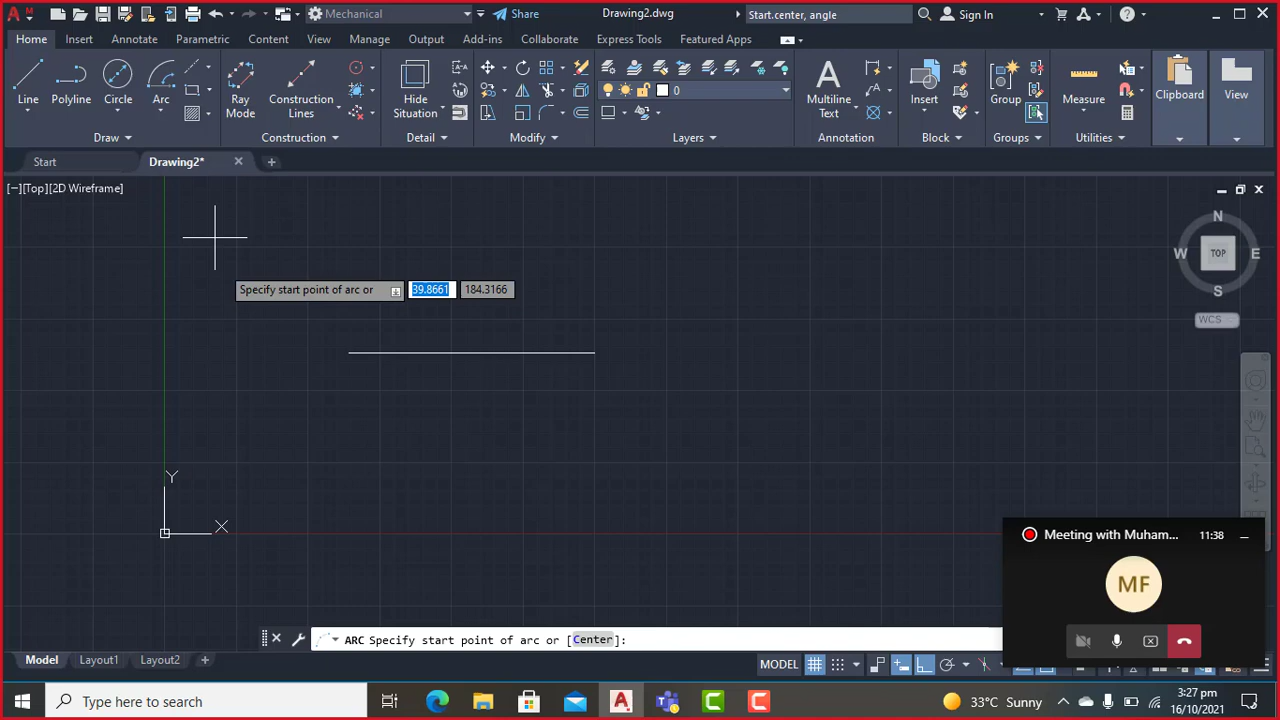 Mechanical
Share
Drawing2.dwg
Start.center, angle
Sign In
Home
Insert
Annotate
Parametric
Content
View
Manage
Output
Add-ins
Collaborate
Express Tools
Featured Apps
Line
Polyline
Circle
Arc
Ray Mode
Construction Lines
Hide Situation
0
Multiline Text
Insert
Group
Measure
Clipboard
View
Draw
Construction
Detail
Modify
Layers
Annotation
Block
Groups
Utilities
Start
Drawing2*
[−][Top][2D Wireframe]
N
W
TOP
E
S
WCS
Specify start point of arc or
39.8661
184.3166
Y
X
Meeting with Muham...
11:38
MF
ARC Specify start point of arc or [Center]:
Model
Layout1
Layout2
MODEL
Type here to search
33°C Sunny
3:27 pm
16/10/2021